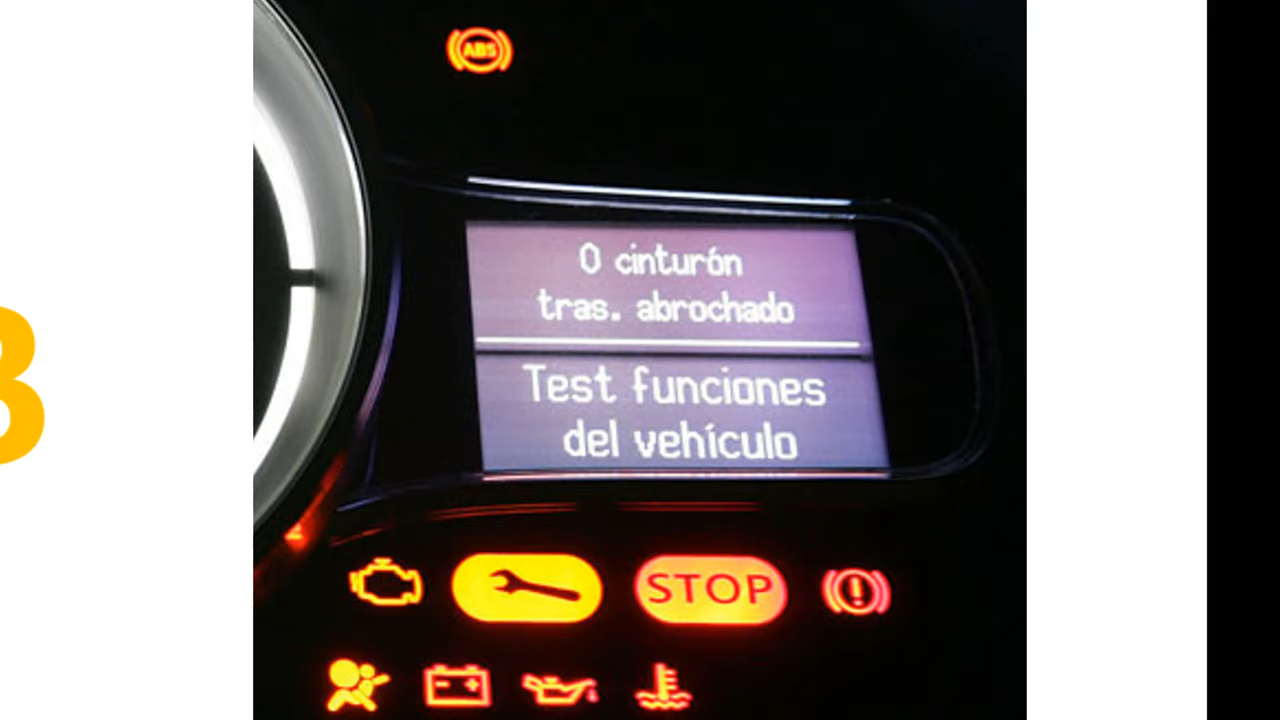 ABS
0 cinturón
tras. abrochado
Test funciones
del vehículo
STOP